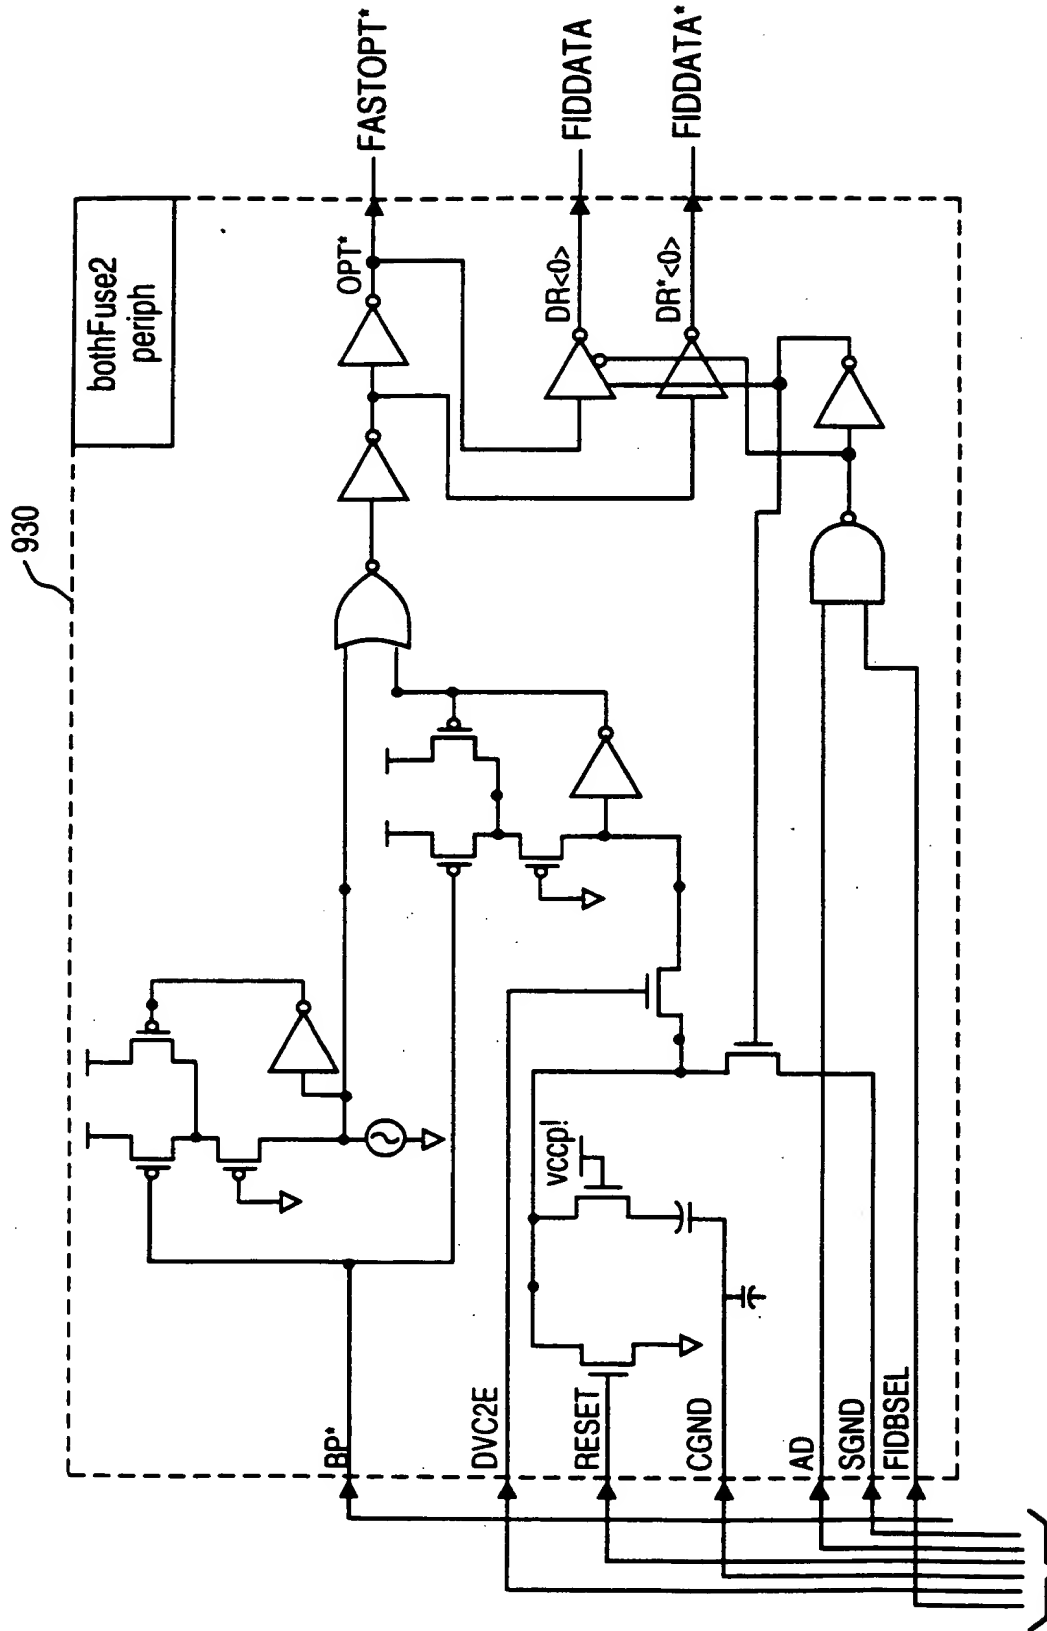 930
bothFuse2
periph
BP*
DVC2E
RESET
CGND
AD
SGND
FIDBSEL
vccp!
OPT*
DR<0>
DR*<0>
FASTOPT*
FIDDATA
FIDDATA*